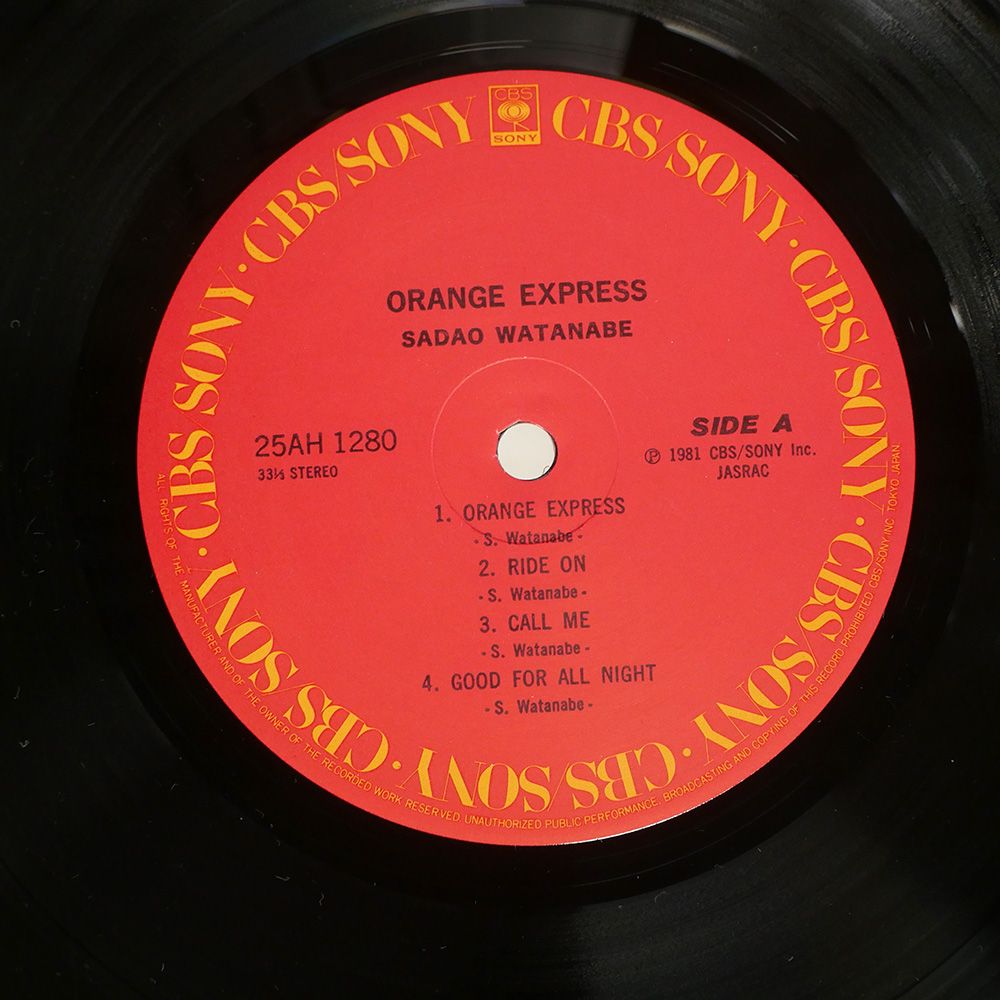 CBS
SONY
CBS/SONY · CBS/SONY · CBS/SONY · CBS/SONY · CBS/SONY · CBS/SONY · CBS/SONY · CBS/SONY · CBS/SONY
ORANGE EXPRESS
SADAO WATANABE
25AH 1280
33⅓ STEREO
SIDE A
℗ 1981 CBS/SONY Inc.
JASRAC
1. ORANGE EXPRESS
- S. Watanabe -
2. RIDE ON
- S. Watanabe -
3. CALL ME
- S. Watanabe -
4. GOOD FOR ALL NIGHT
- S. Watanabe -
ALL RIGHTS OF THE MANUFACTURER AND OF THE OWNER OF THE RECORDED WORK RESERVED UNAUTHORIZED PUBLIC PERFORMANCE, BROADCASTING AND COPYING OF THIS RECORD PROHIBITED CBS/SONY INC TOKYO JAPAN